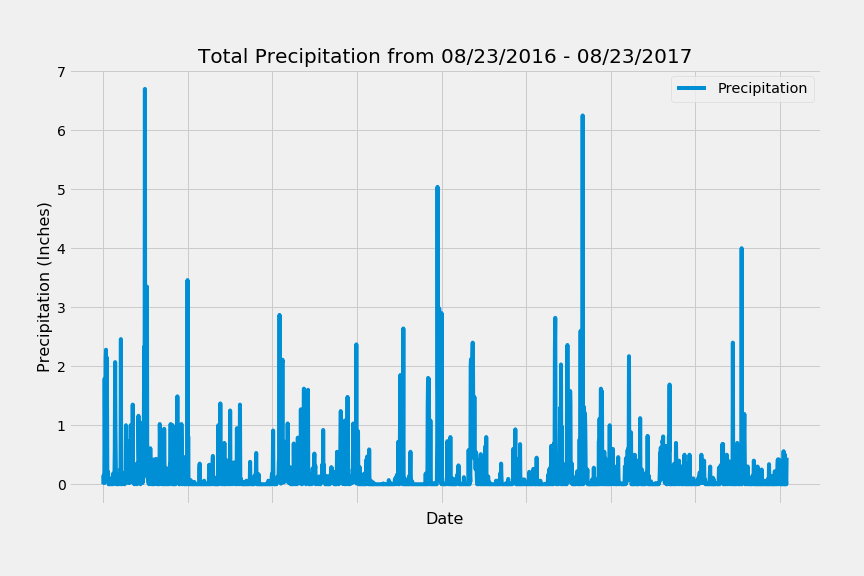 Total Precipitation from 08/23/2016 - 08/23/2017
Precipitation
7
6
5
4
3
2
1
0
Precipitation (Inches)
Date